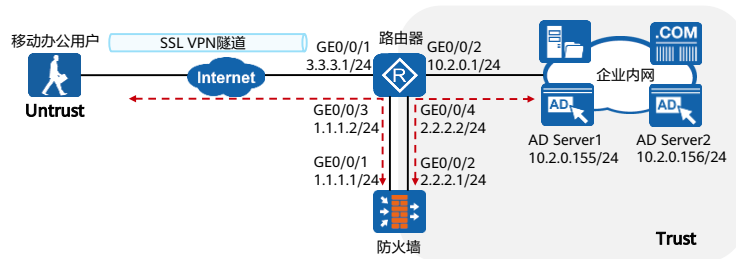 移动办公用户
Untrust
SSL VPN隧道
Internet
GE0/0/1
3.3.3.1/24
路由器
R
GE0/0/2
10.2.0.1/24
.COM
企业内网
AD
AD
AD Server1
10.2.0.155/24
AD Server2
10.2.0.156/24
GE0/0/3
1.1.1.2/24
GE0/0/4
2.2.2.2/24
GE0/0/1
1.1.1.1/24
GE0/0/2
2.2.2.1/24
防火墙
Trust